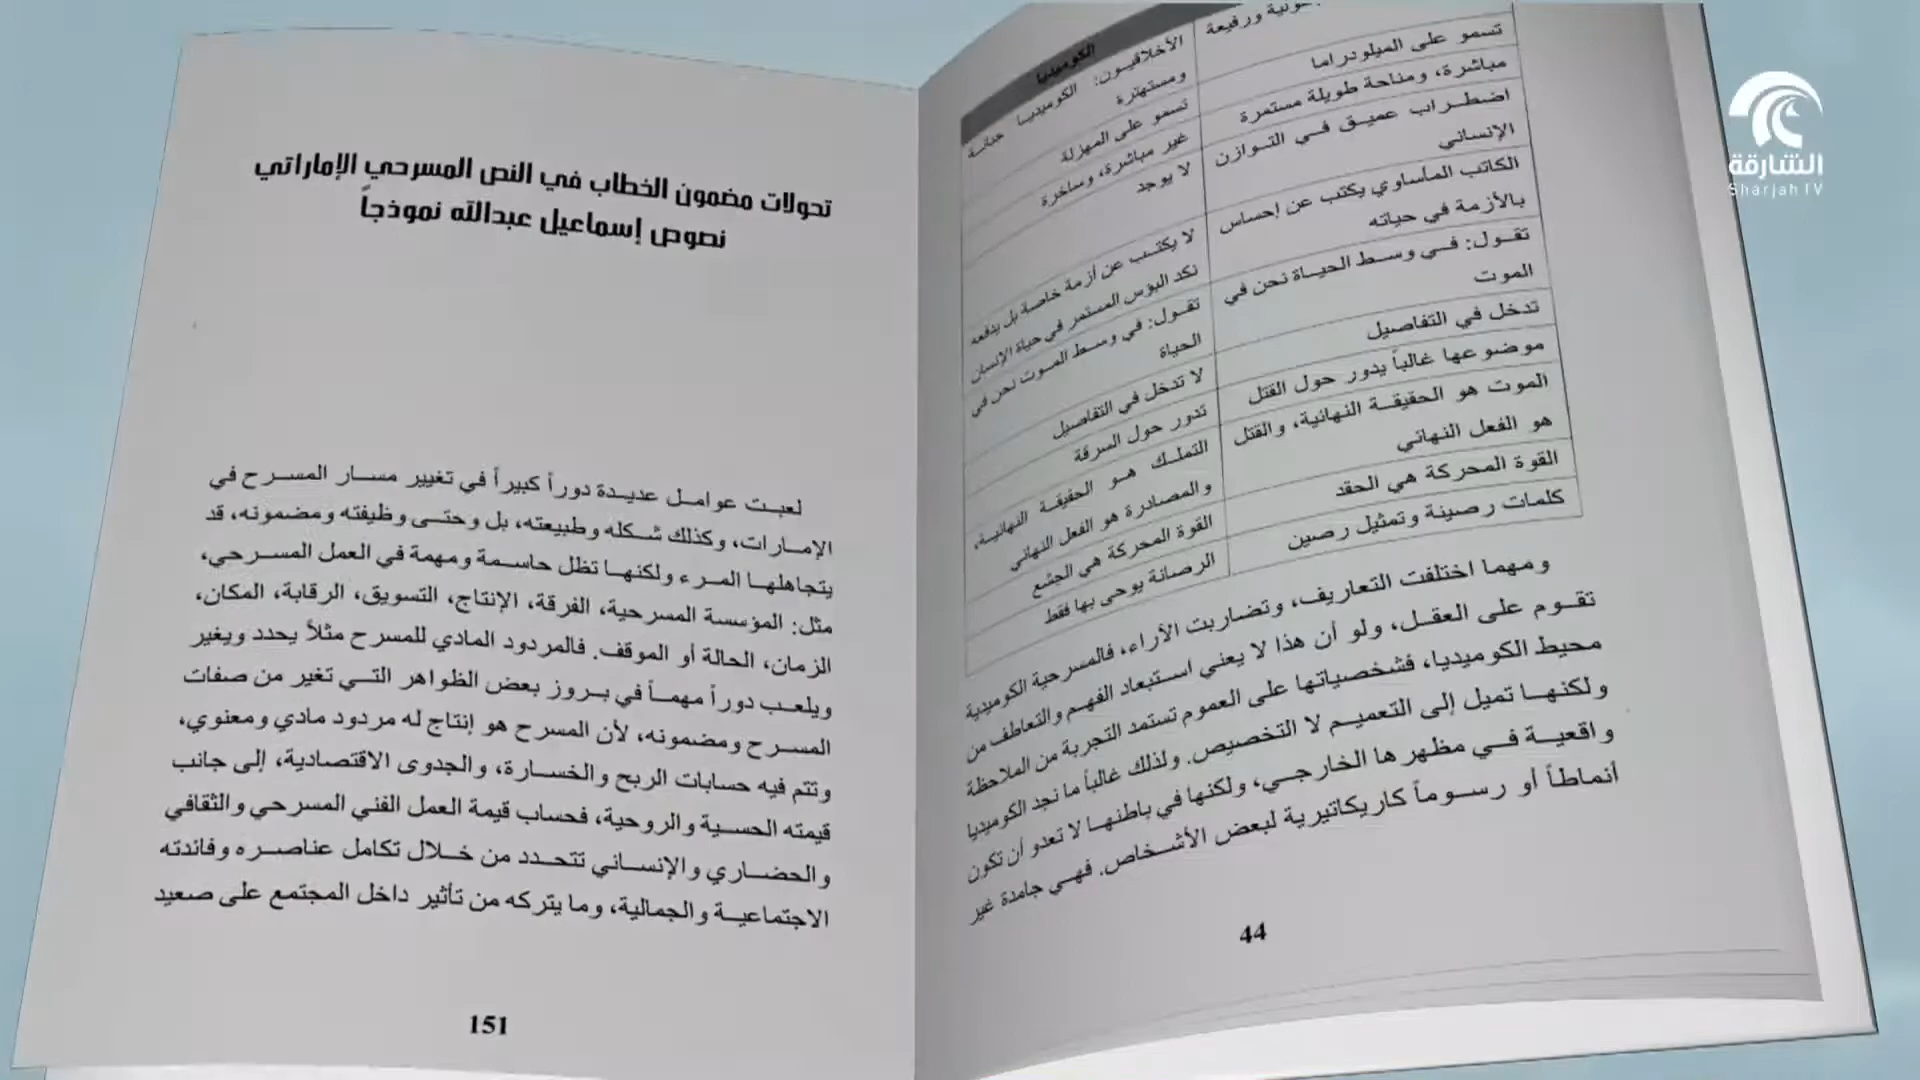 الشارقة
Sharjah TV
خونية ورفيعة
تسمو على الميلودراما
مباشرة، ومناحة طويلة مستمرة
اضطراب عميق في التوازن
الإنساني
الكاتب المأساوي يكتب عن إحساس
بالأزمة في حياته
تقول: في وسط الحياة نحن في
الموت
تدخل في التفاصيل
موضوعها غالباً يدور حول القتل
الموت هو الحقيقة النهائية، والقتل
هو الفعل النهائي
القوة المحركة هي الحقد
كلمات رصينة وتمثيل رصين
الكوميديا
الأخلاقيون: الكوميديا جبانة
ومستهترة
تسمو على المهزلة
غير مباشرة، وساخرة
لا يوجد
لا يكتب عن أزمة خاصة بل يدفعه
نكد البؤس المستمر في حياة الإنسان
تقول: في وسط الموت نحن في
الحياة
لا تدخل في التفاصيل
تدور حول السرقة
التملك هو الحقيقة النهائية،
والمصادرة هو الفعل النهائي
القوة المحركة هي الجشع
الرصانة يوحى بها فقط
ومهما اختلفت التعاريف، وتضاربت الآراء، فالمسرحية الكوميدية
تقوم على العقل، ولو أن هذا لا يعني استبعاد الفهم والتعاطف من
محيط الكوميديا، فشخصياتها على العموم تستمد التجربة من الملاحظة
ولكنها تميل إلى التعميم لا التخصيص. ولذلك غالباً ما نجد الكوميديا
واقعية في مظهرها الخارجي، ولكنها في باطنها لا تعدو أن تكون
أنماطاً أو رسوماً كاريكاتيرية لبعض الأشخاص. فهي جامدة غير
44
تحولات مضمون الخطاب في النص المسرحي الإماراتي
نصوص إسماعيل عبدالله نموذجاً
لعبت عوامل عديدة دوراً كبيراً في تغيير مسار المسرح في
الإمارات، وكذلك شكله وطبيعته، بل وحتى وظيفته ومضمونه، قد
يتجاهلها المرء ولكنها تظل حاسمة ومهمة في العمل المسرحي،
مثل: المؤسسة المسرحية، الفرقة، الإنتاج، التسويق، الرقابة، المكان،
الزمان، الحالة أو الموقف. فالمردود المادي للمسرح مثلاً يحدد ويغير
ويلعب دوراً مهماً في بروز بعض الظواهر التي تغير من صفات
المسرح ومضمونه، لأن المسرح هو إنتاج له مردود مادي ومعنوي،
وتتم فيه حسابات الربح والخسارة، والجدوى الاقتصادية، إلى جانب
قيمته الحسية والروحية، فحساب قيمة العمل الفني المسرحي والثقافي
والحضاري والإنساني تتحدد من خلال تكامل عناصره وفائدته
الاجتماعية والجمالية، وما يتركه من تأثير داخل المجتمع على صعيد
151